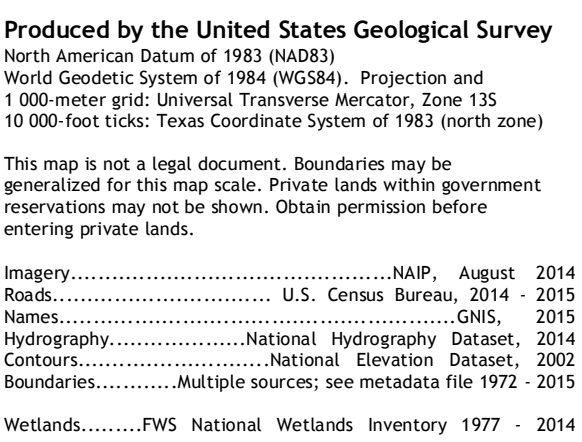 Produced by the United States Geological Survey
North American Datum of 1983 (NAD83)
World Geodetic System of 1984 (WGS84). Projection and
1 000-meter grid: Universal Transverse Mercator, Zone 13S
10 000-foot ticks: Texas Coordinate System of 1983 (north zone)
This map is not a legal document. Boundaries may be
generalized for this map scale. Private lands within government
reservations may not be shown. Obtain permission before
entering private lands.
Imagery.............................................NAIP, August 2014
Roads.............................. U.S. Census Bureau, 2014 - 2015
Names.......................................................GNIS, 2015
Hydrography...................National Hydrography Dataset, 2014
Contours..........................National Elevation Dataset, 2002
Boundaries...........Multiple sources; see metadata file 1972 - 2015
Wetlands.........FWS National Wetlands Inventory 1977 - 2014